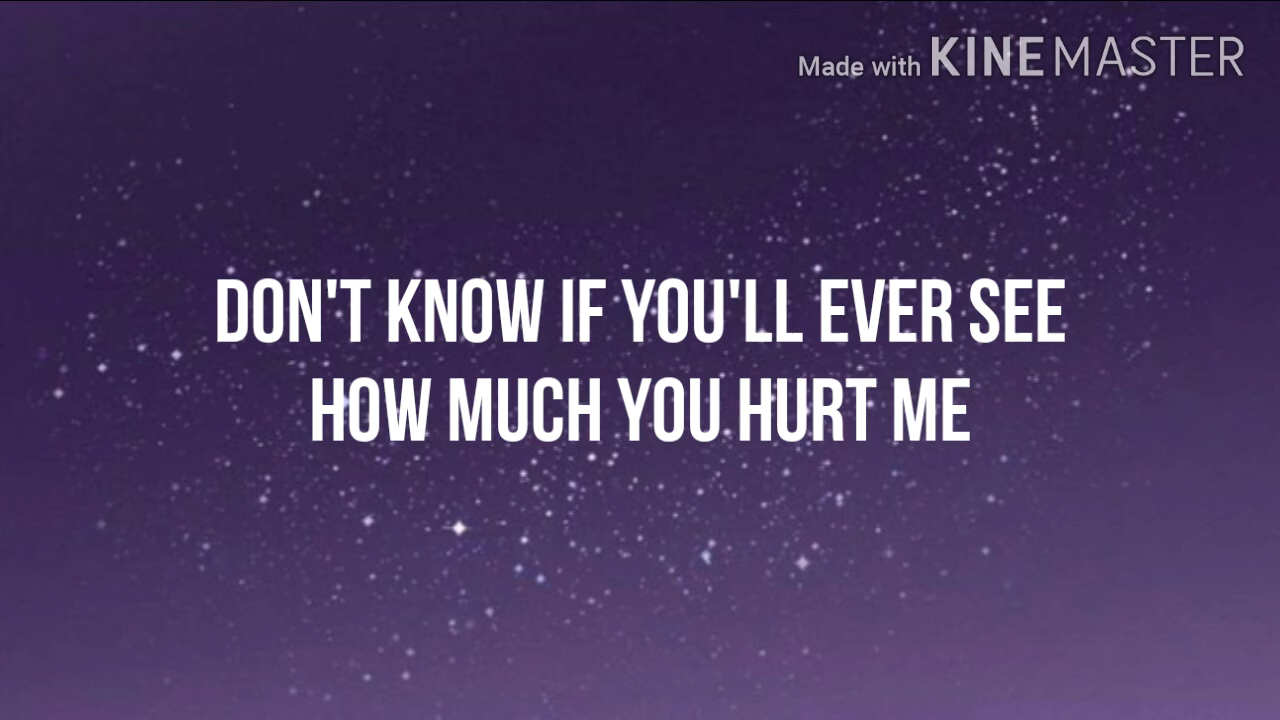 Made with KINEMASTER
DON'T KNOW IF YOU'LL EVER SEE
HOW MUCH YOU HURT ME